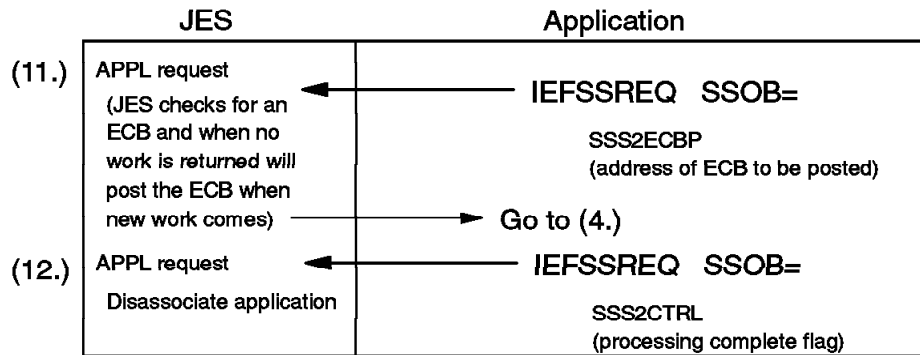 JES
Application
(11.)
APPL request
(JES checks for an
ECB and when no
work is returned will
post the ECB when
new work comes)
IEFSSREQ SSOB=
SSS2ECBP
(address of ECB to be posted)
Go to (4.)
(12.)
APPL request
Disassociate application
IEFSSREQ SSOB=
SSS2CTRL
(processing complete flag)